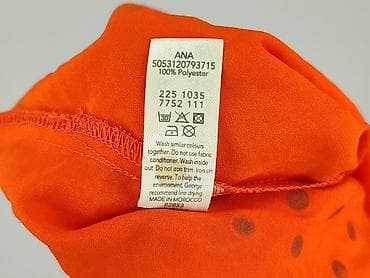 ANA
5053120793715
100% Polyester
225 1035
7752 111
30
Wash similar colours
together. Do not use fabric
conditioner. Wash inside
out. Do not iron trim. Iron on
reverse. To help the
environment, George
recommend line drying.
MADE IN MOROCCO
82853